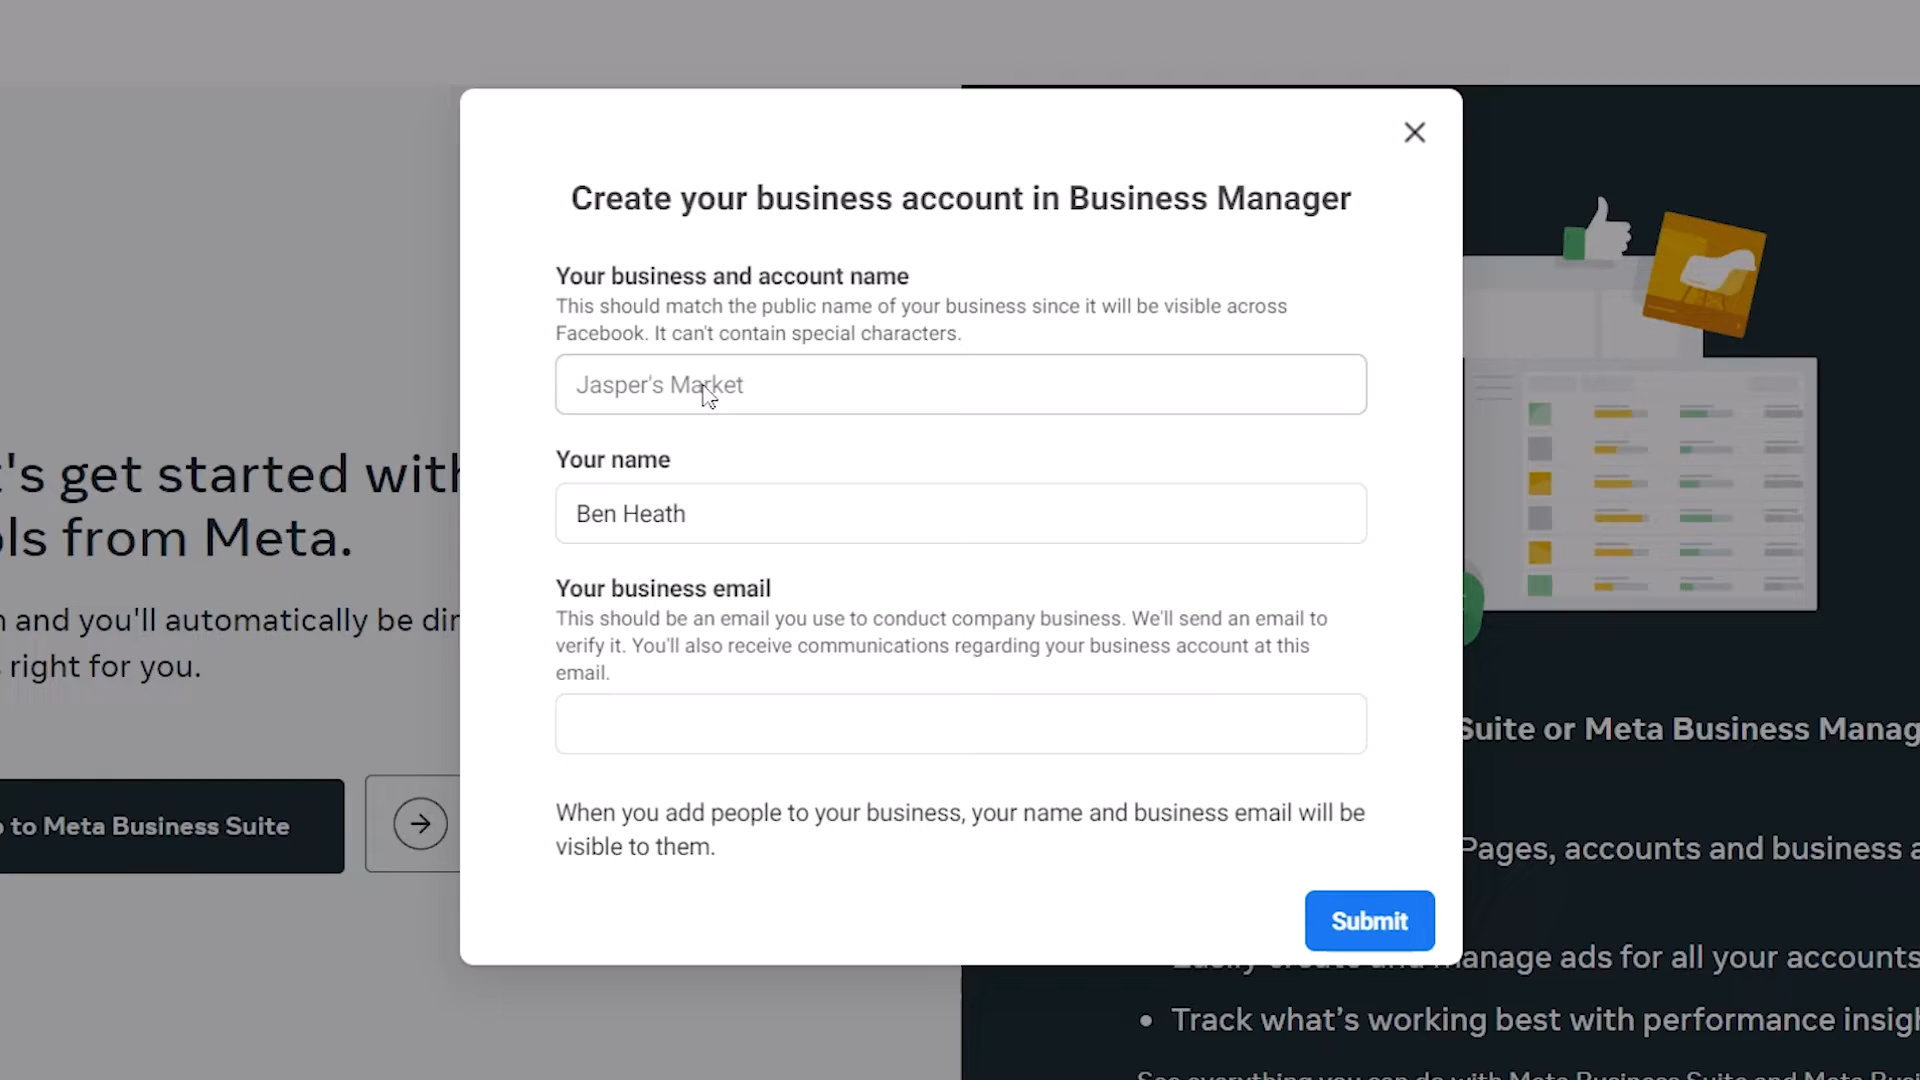 Create your business account in Business Manager
Your business and account name
This should match the public name of your business since it will be visible across
Facebook. It can't contain special characters.
Jasper's Market
Your name
Ben Heath
Your business email
This should be an email you use to conduct company business. We'll send an email to
verify it. You'll also receive communications regarding your business account at this
email.
When you add people to your business, your name and business email will be
visible to them.
Submit
's get started with
ls from Meta.
and you'll automatically be dir
right for you.
to Meta Business Suite
Suite or Meta Business Manag
Pages, accounts and business a
Easily create and manage ads for all your accounts
• Track what's working best with performance insigh